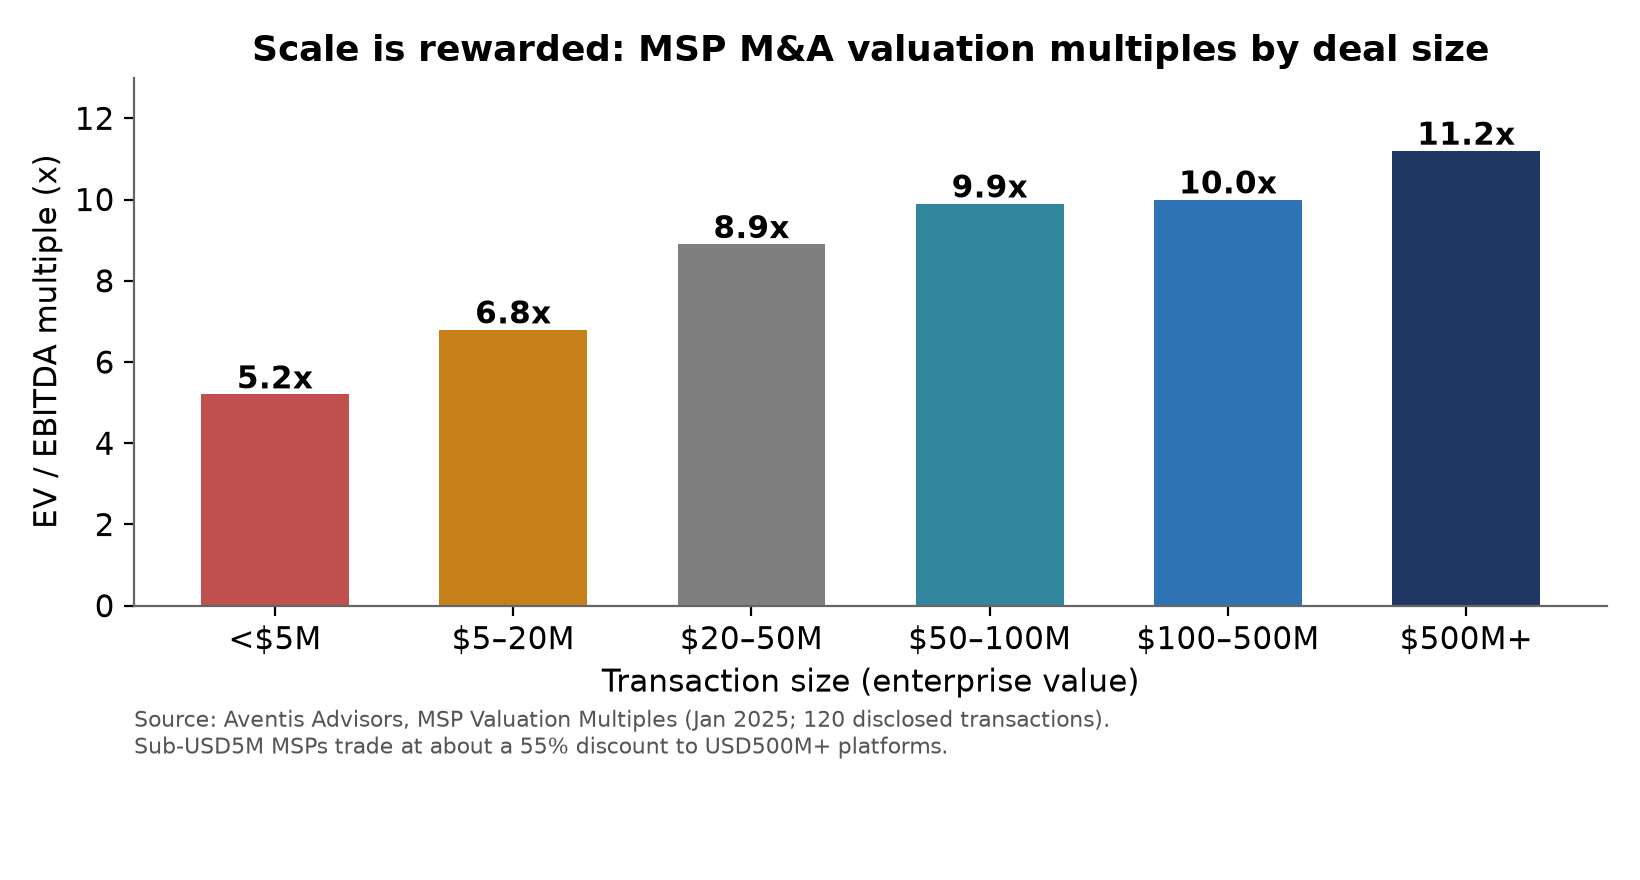 Scale is rewarded: MSP M&A valuation multiples by deal size
EV / EBITDA multiple (x)
12
10
8
6
4
2
0
5.2x
6.8x
8.9x
9.9x
10.0x
11.2x
<$5M
$5–20M
$20–50M
$50–100M
$100–500M
$500M+
Transaction size (enterprise value)
Source: Aventis Advisors, MSP Valuation Multiples (Jan 2025; 120 disclosed transactions).
Sub-USD5M MSPs trade at about a 55% discount to USD500M+ platforms.